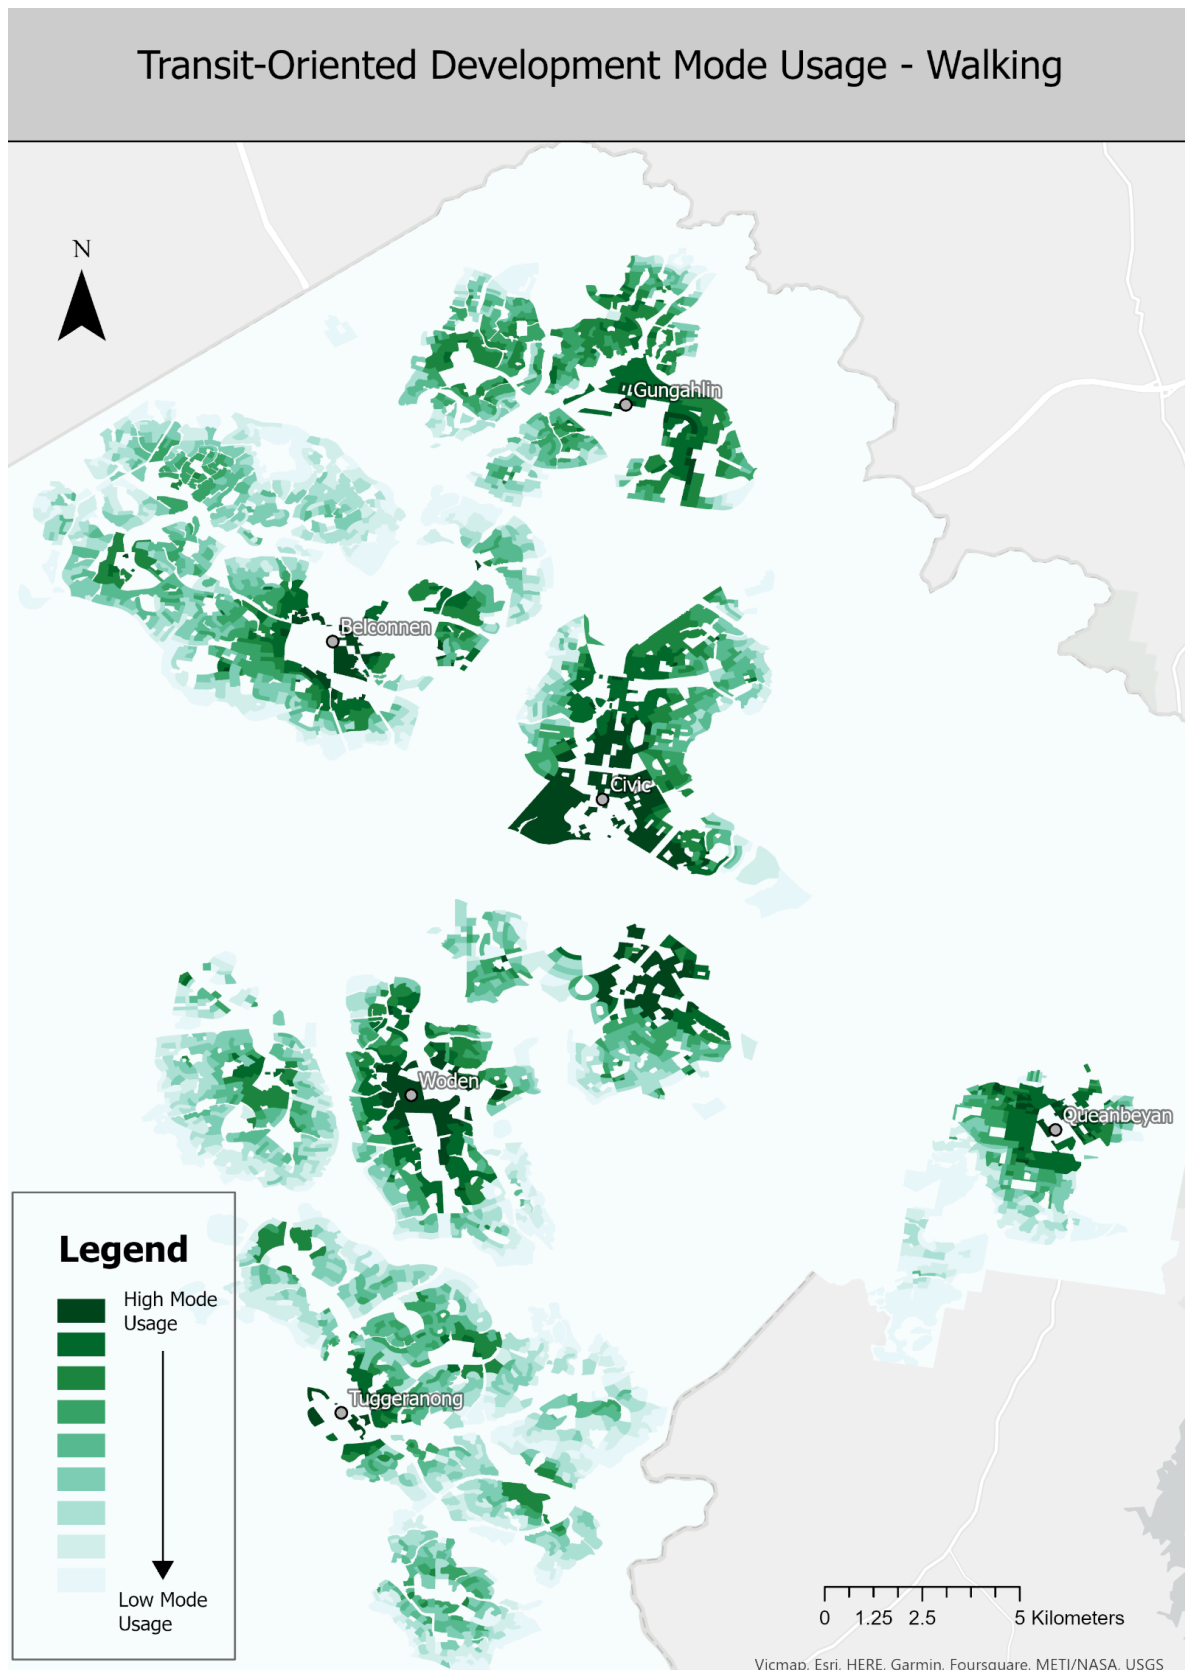 Transit-Oriented Development Mode Usage - Walking
N
Gungahlin
Belconnen
Civic
Woden
Queanbeyan
Tuggeranong
Legend
High Mode
Usage
Low Mode
Usage
0 1.25 2.5 5 Kilometers
Vicmap, Esri, HERE, Garmin, Foursquare, METI/NASA, USGS